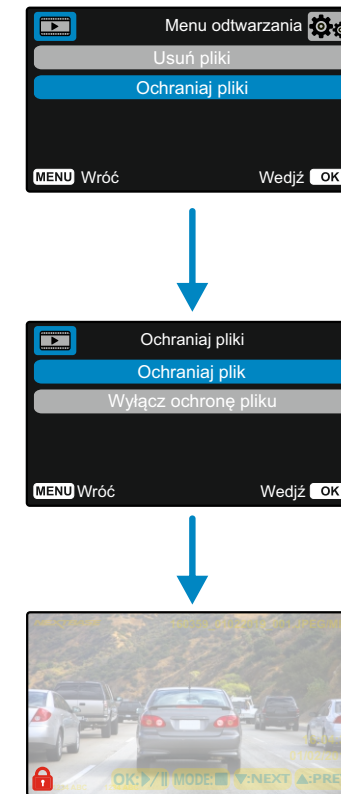 Menu odtwarzania
Usuń pliki
Ochraniaj pliki
MENU Wróć Wedjź OK
Ochraniaj pliki
Ochraniaj plik
Wyłącz ochronę pliku
MENU Wróć Wedjź OK
OK: / MODE: :NEXT :PRE